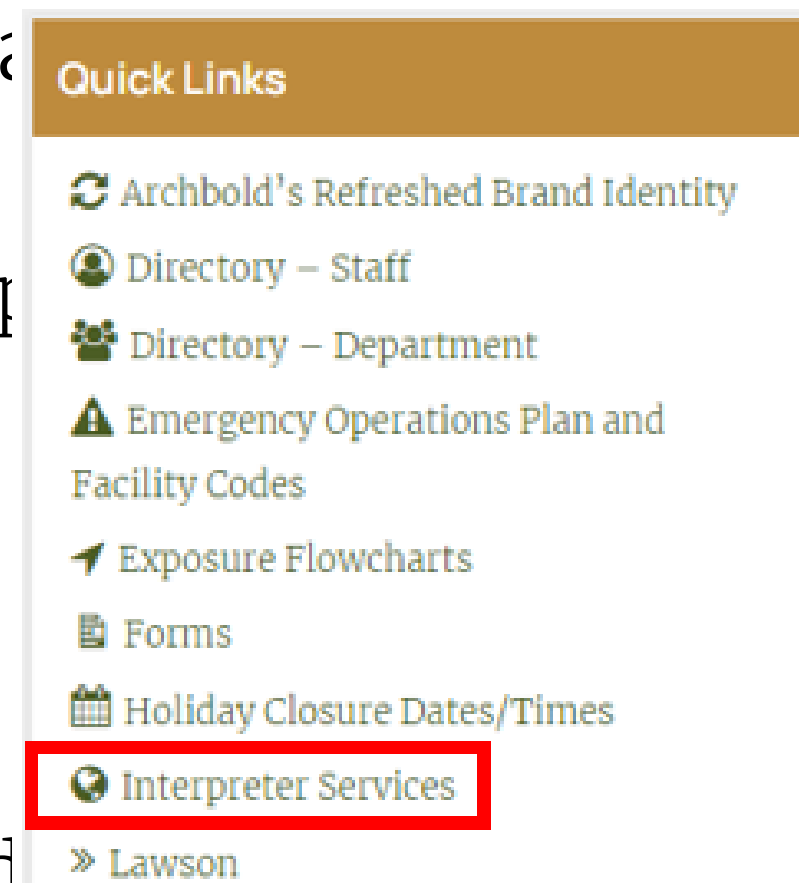 Quick Links
Archbold's Refreshed Brand Identity
Directory – Staff
Directory – Department
Emergency Operations Plan and
Facility Codes
Exposure Flowcharts
Forms
Holiday Closure Dates/Times
Interpreter Services
» Lawson